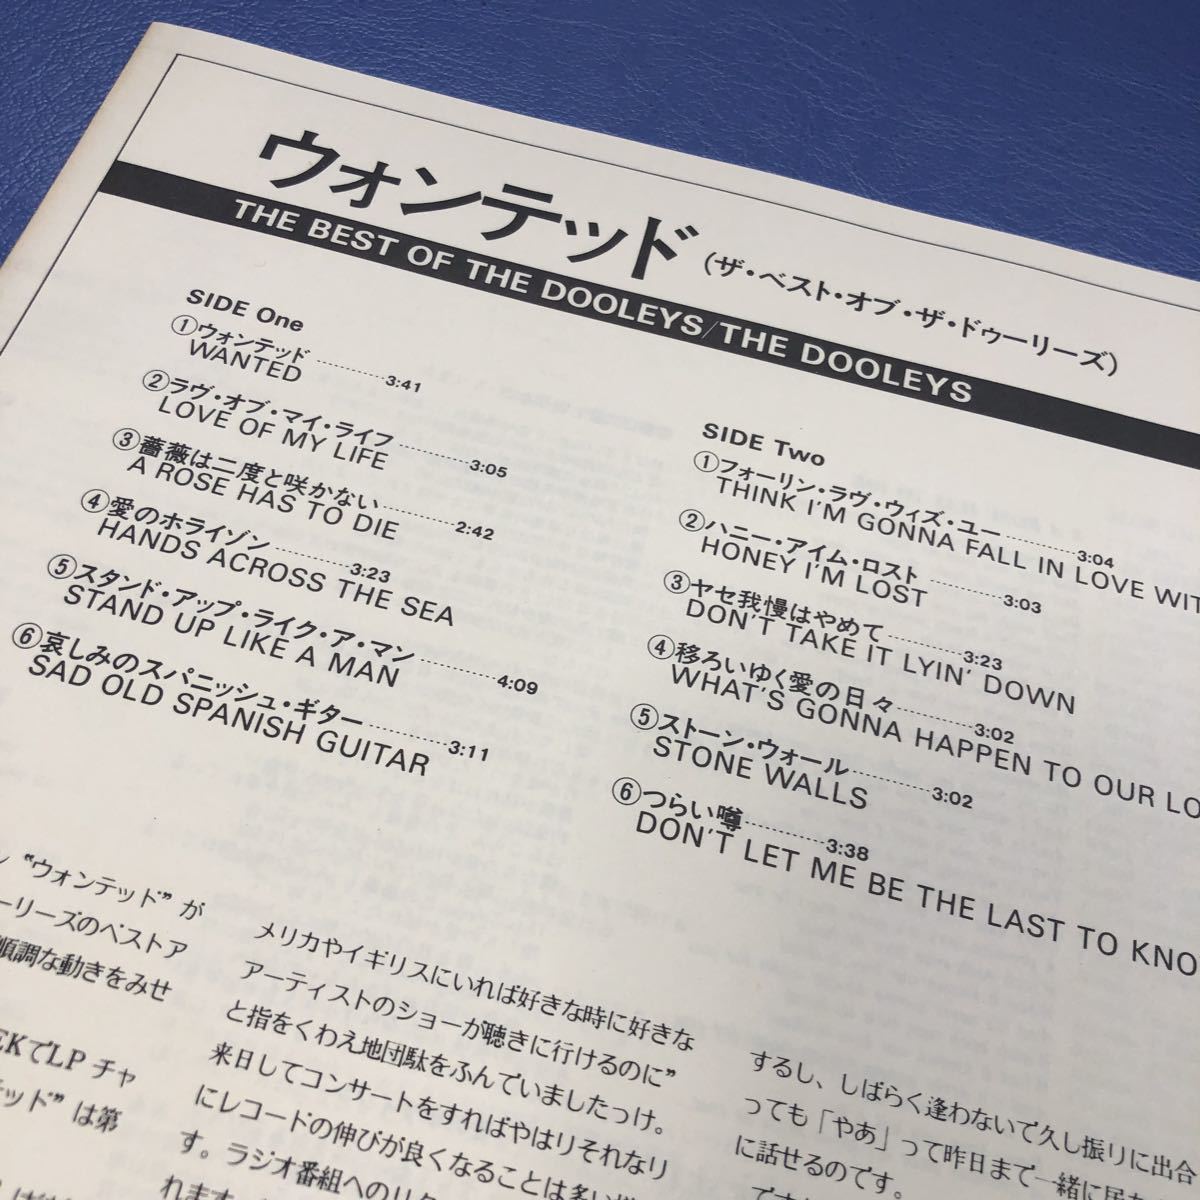 ウォンテッド (ザ・ベスト・オブ・ザ・ドゥーリーズ)
THE BEST OF THE DOOLEYS/THE DOOLEYS
SIDE One
①ウォンテッド 3:41
WANTED
②ラヴ・オブ・マイ・ライフ 3:05
LOVE OF MY LIFE
③薔薇は二度と咲かない 2:42
A ROSE HAS TO DIE
④愛のホライゾン 3:23
HANDS ACROSS THE SEA
⑤スタンド・アップ・ライク・ア・マン 4:09
STAND UP LIKE A MAN
⑥哀しみのスパニッシュ・ギター 3:11
SAD OLD SPANISH GUITAR
SIDE Two
①フォーリン・ラヴ・ウィズ・ユー 3:04
THINK I'M GONNA FALL IN LOVE WIT
②ハニー・アイム・ロスト 3:03
HONEY I'M LOST
③ヤセ我慢はやめて 3:23
DON'T TAKE IT LYIN' DOWN
④移ろいゆく愛の日々 3:02
WHAT'S GONNA HAPPEN TO OUR LO
⑤ストーン・ウォール 3:02
STONE WALLS
⑥つらい噂 3:38
DON'T LET ME BE THE LAST TO KNO
“ウォンテッド”が
ーリーズのベストア
順調な動きをみせ
EKでLPチャ
テッド”は第
メリカやイギリスにいれば好きな時に好きな
アーティストのショーが聴きに行けるのに”
と指をくわえ地団駄をふんでいましたっけ。
来日してコンサートをすればやはりそれなり
にレコードの伸びが良くなることは多い
す。ラジオ番組へのリク
れます。
するし、しばらく逢わないで久し振りに出合
っても「やあ」って昨日まで一緒に居た
に話せるのです。